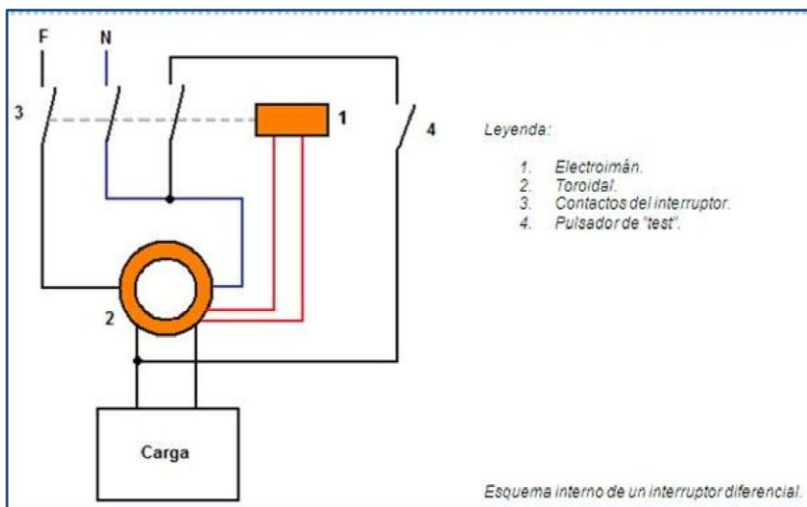 F N
3
1
4
2
Carga
Leyenda:
1. Electroimán.
2. Toroidal.
3. Contactos del interruptor.
4. Pulsador de "test".
Esquema interno de un interruptor diferencial.